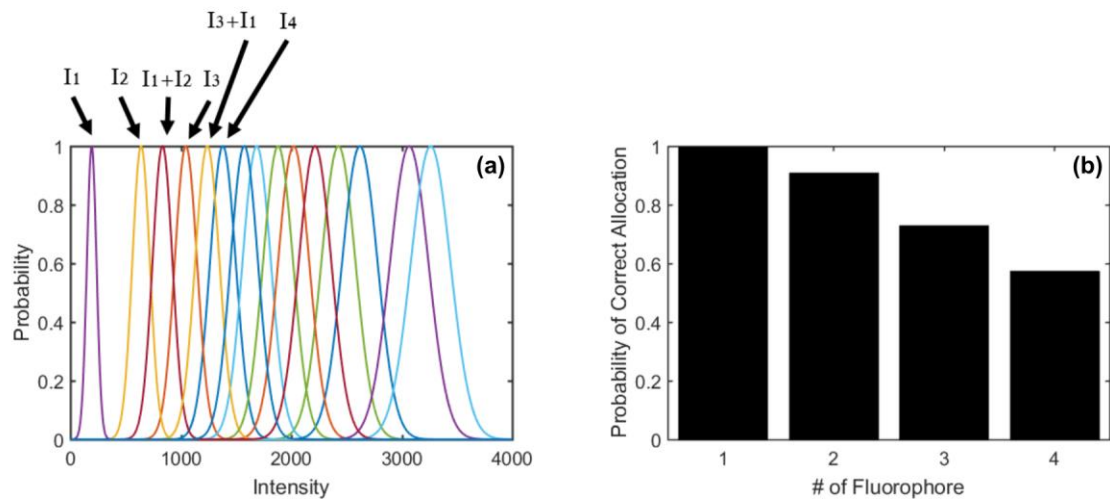 I3+I1
I4
I1
I2
I1+I2
I3
(a)
1
0.8
0.6
0.4
0.2
0
Probability
0
1000
2000
3000
4000
Intensity
(b)
1
0.8
0.6
0.4
0.2
0
Probability of Correct Allocation
1
2
3
4
# of Fluorophore